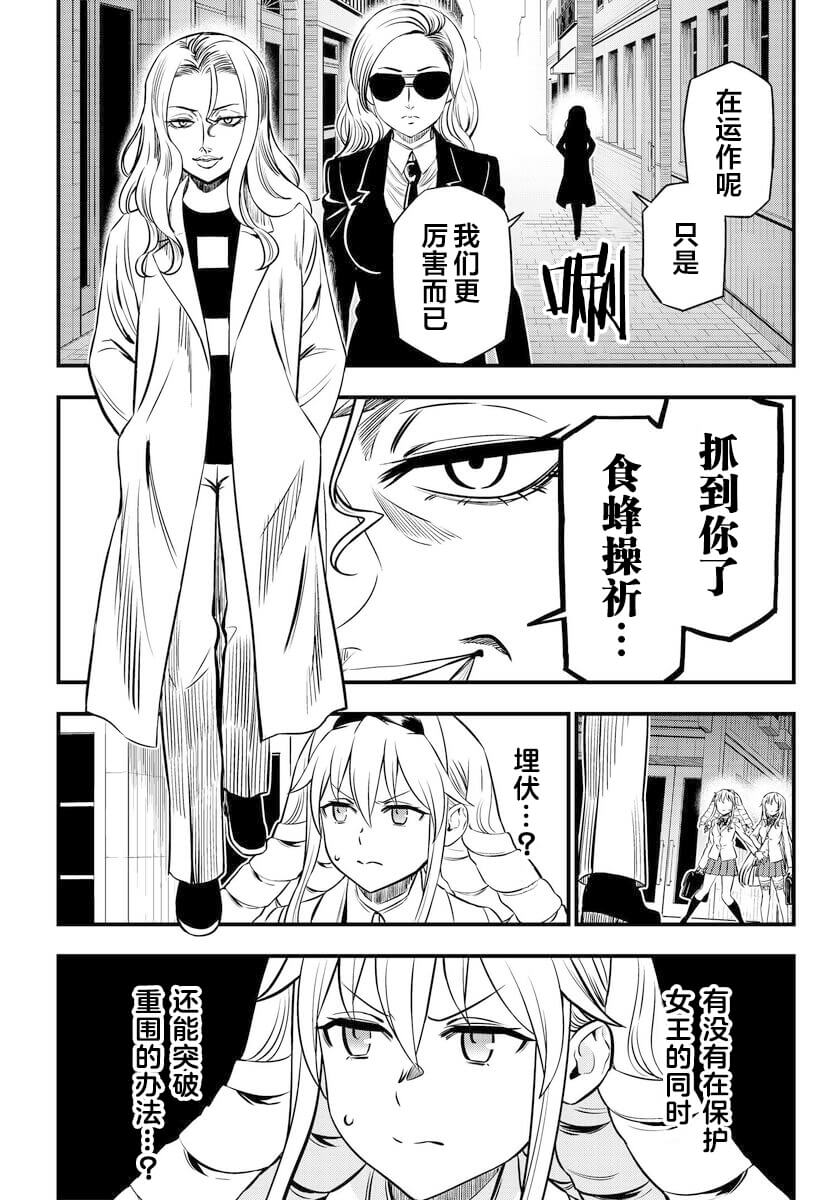 在运作呢
只是
我们更
厉害而已
唰
抓到你了
食蜂操祈…
埋伏…？
有没有在保护
女王的同时
还能突破
重围的办法…？